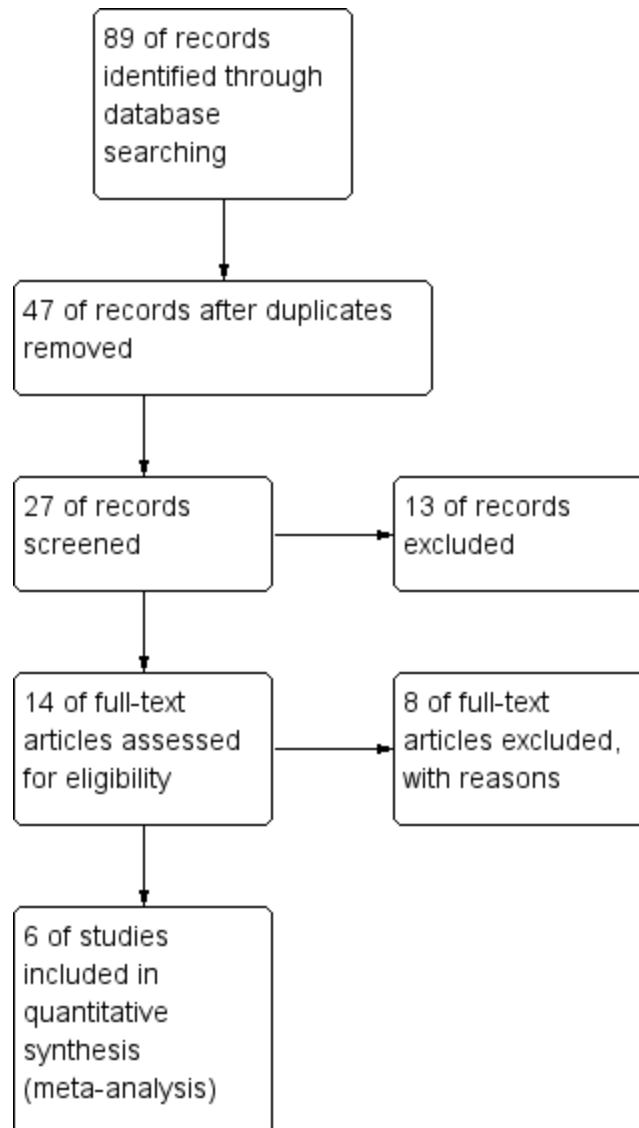 89 of records
identified through
database
searching
47 of records after duplicates
removed
27 of records
screened
13 of records
excluded
14 of full-text
articles assessed
for eligibility
8 of full-text
articles excluded,
with reasons
6 of studies
included in
quantitative
synthesis
(meta-analysis)